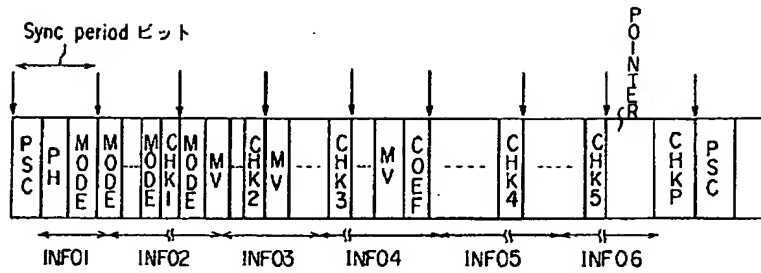 Sync period ビット
POINTER
PSC
PH
MODE
MODE
.....
MODE
CHK1
MODE
MV
....
CHK2
MV
.....
CHK3
....
MV
COEF
......
CHK4
......
CHK5
CHKP
PSC
INFO1
INFO2
INFO3
INFO4
INFO5
INFO6